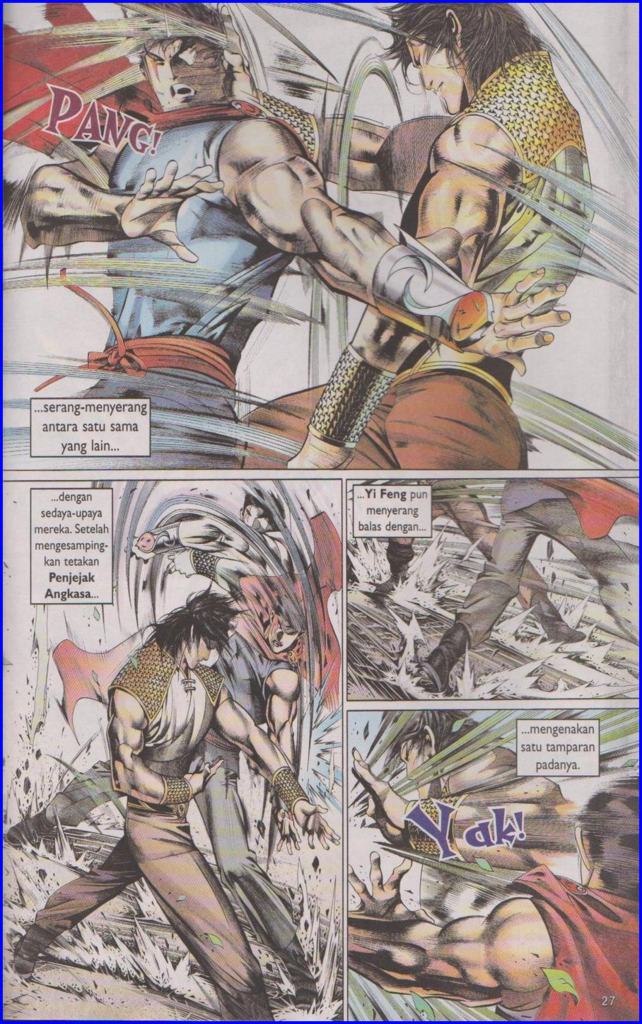 PANG!
...serang-menyerang
antara satu sama
yang lain...
...dengan
sedaya-upaya
mereka. Setelah
mengesamping-
kan tetakan
Penjejak
Angkasa...
...Yi Feng pun
menyerang
balas dengan...
...mengenakan
satu tamparan
padanya.
Yak!
27